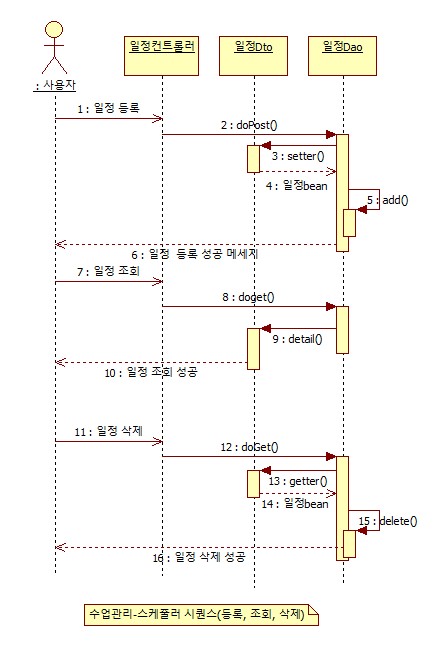 일정컨트롤러
일정Dto
일정Dao
: 사용자
1 : 일정 등록
2 : doPost()
3 : setter()
4 : 일정bean
5 : add()
6 : 일정 등록 성공 메세지
7 : 일정 조회
8 : doget()
9 : detail()
10 : 일정 조회 성공
11 : 일정 삭제
12 : doGet()
13 : getter()
14 : 일정bean
15 : delete()
16 : 일정 삭제 성공
수업관리-스케쥴러 시퀀스(등록, 조회, 삭제)